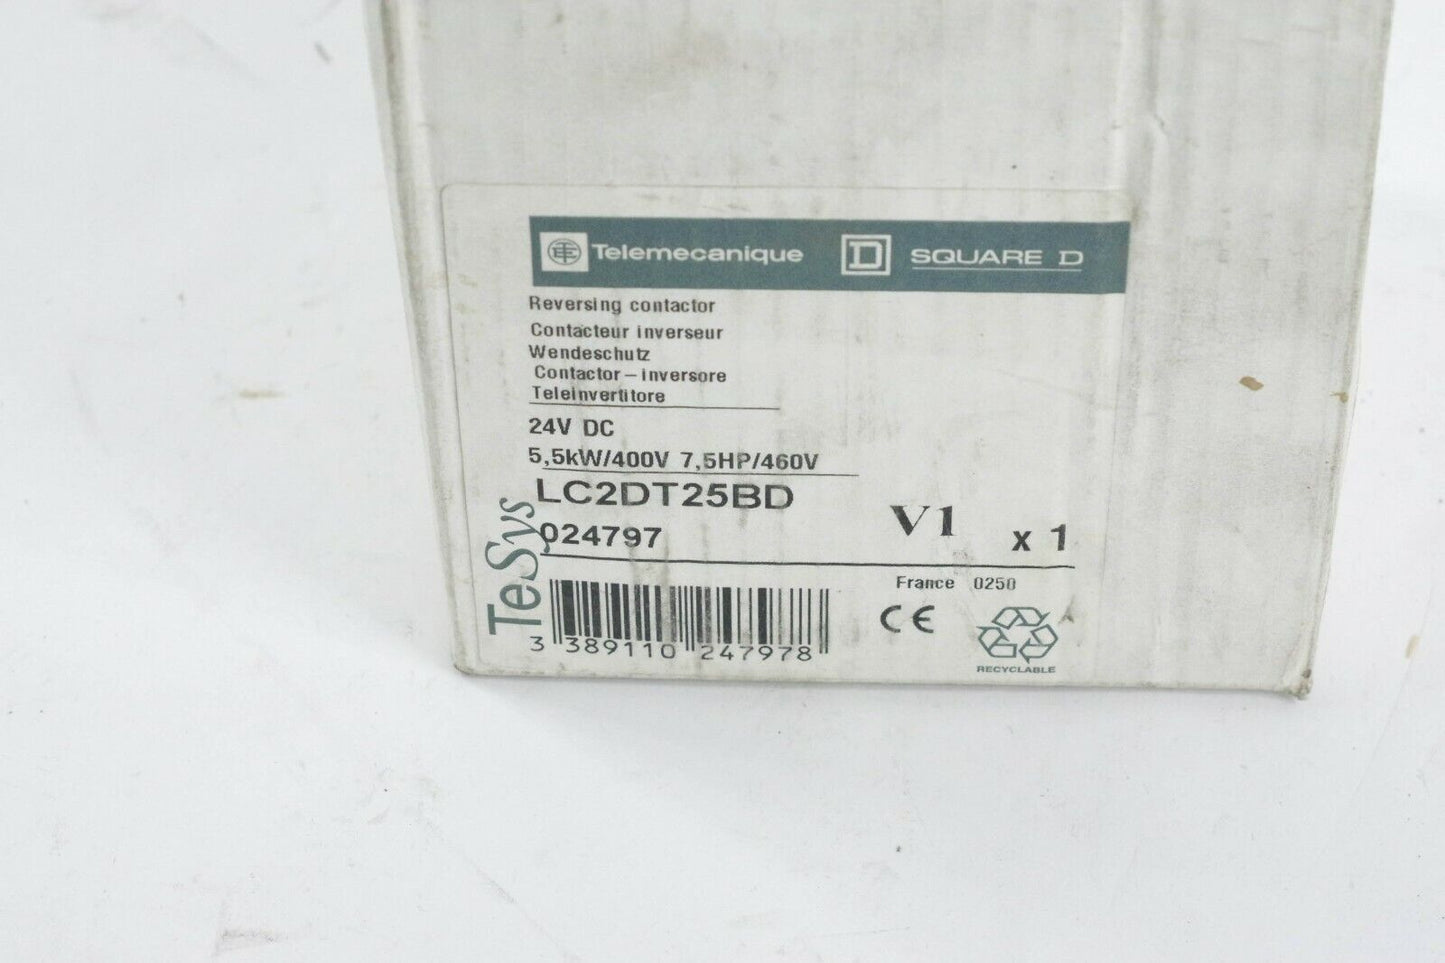 Telemecanique D SQUARE D
Reversing contactor
Contacteur inverseur
Wendeschutz
Contactor-inversore
Teleinvertitore
24V DC
5,5kW/400V 7,5HP/460V
LC2DT25BD
024797
V1 x 1
TeSys
France 0250
3 389110 247978
CE
RECYCLABLE